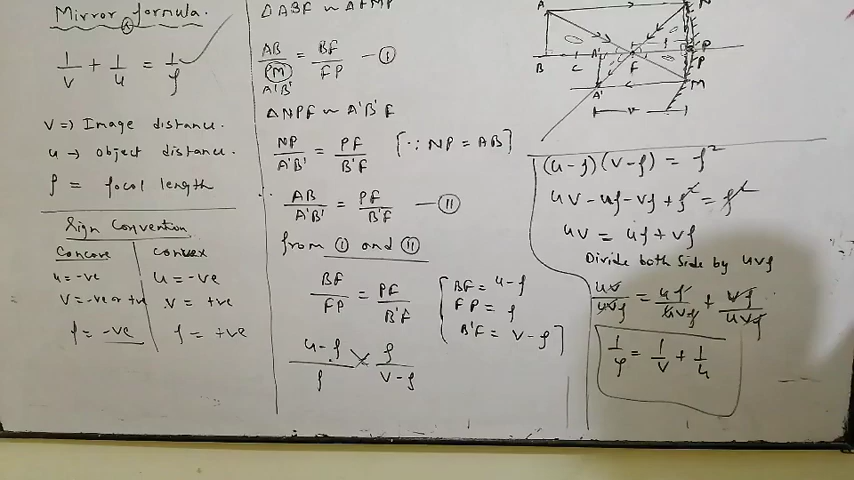 Mirror formula.
1/v + 1/u = 1/f
v => Image distance.
u → object distance.
f = focal length
Sign Convention
Concave convex
u = -ve u = -ve
v = -ve or +ve v = +ve
f = -ve f = +ve
△ABF ~ △FMP
AB/PM = BF/FP — I
A'B'
△NPF ~ A'B'F
NP/A'B' = PF/B'F [∵ NP = AB]
∴ AB/A'B' = PF/B'F — II
from I and II
BF/FP = PF/B'F
[BF = u-f
FP = f
B'F = v-f]
u-f/f × f/v-f
A N
B C A' F f P
P
A' M
v
(u-f)(v-f) = f²
uv - uf - vf + f² = f²
uv = uf + vf
Divide both side by uvf
uv/uvf = uf/uvf + vf/uvf
1/f = 1/v + 1/u